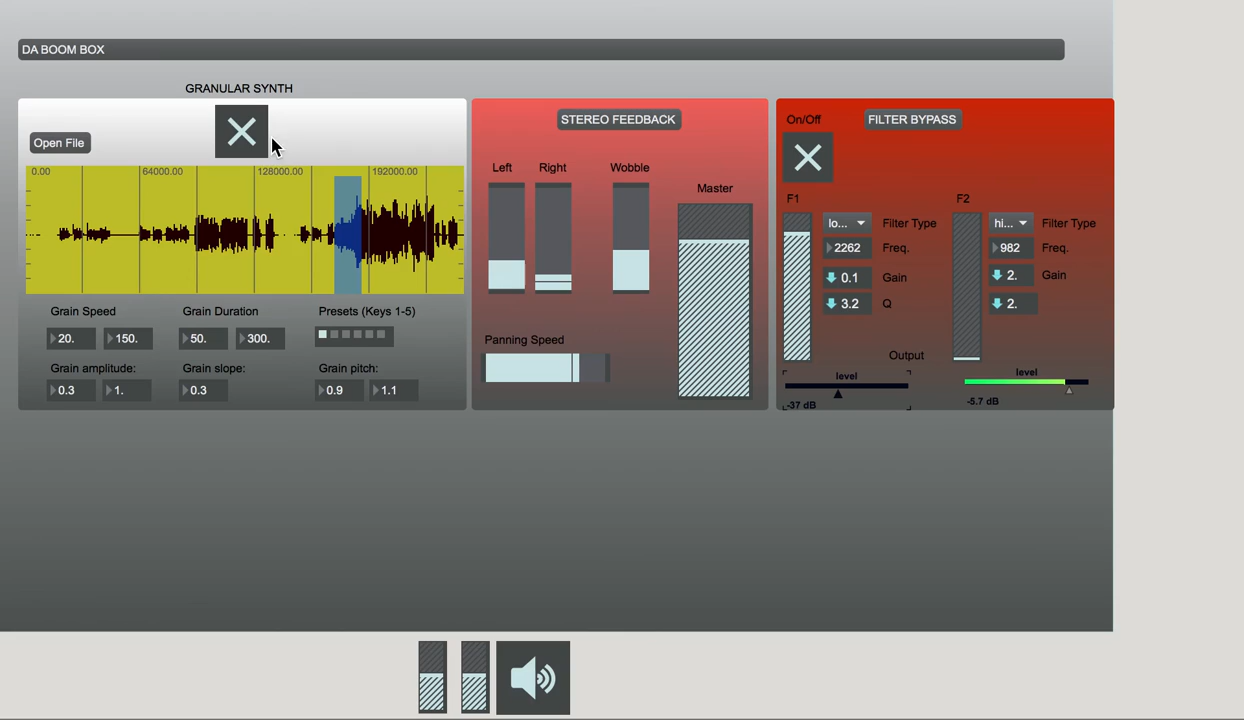 DA BOOM BOX
GRANULAR SYNTH
Open File
0.00 64000.00 128000.00 192000.00
Grain Speed Grain Duration Presets (Keys 1-5)
20. 150. 50. 300.
Grain amplitude: Grain slope: Grain pitch:
0.3 1. 0.3 0.9 1.1
STEREO FEEDBACK
Left Right Wobble
Master
Panning Speed
On/Off FILTER BYPASS
F1 F2
lo... Filter Type hi... Filter Type
2262 Freq. 982 Freq.
0.1 Gain 2. Gain
3.2 Q 2.
Output
level level
-37 dB -5.7 dB